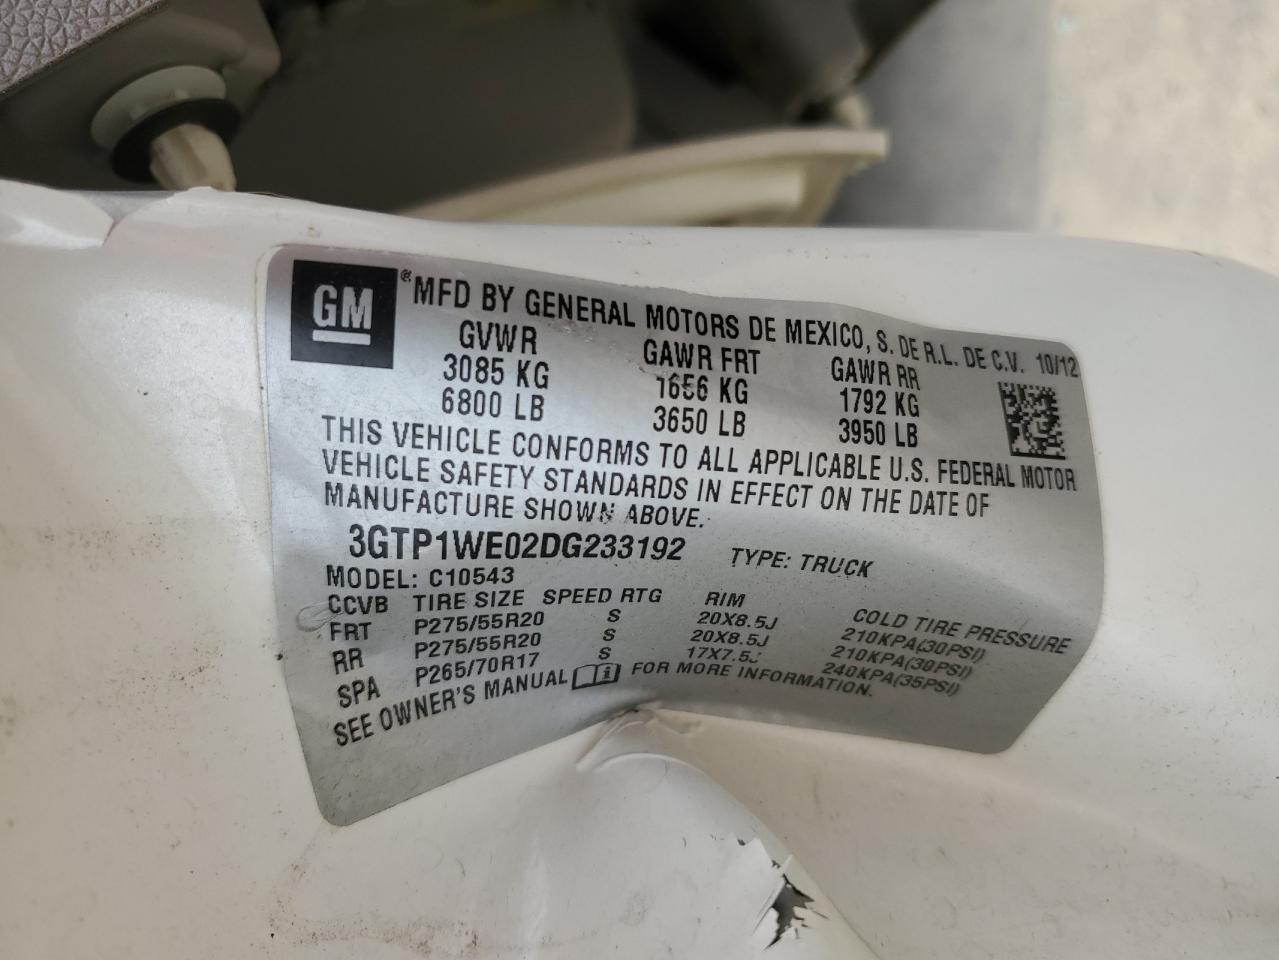 GM
® MFD BY GENERAL MOTORS DE MEXICO, S. DE R.L. DE C.V. 10/12
GVWR GAWR FRT GAWR RR
3085 KG 1656 KG 1792 KG
6800 LB 3650 LB 3950 LB
THIS VEHICLE CONFORMS TO ALL APPLICABLE U.S. FEDERAL MOTOR
VEHICLE SAFETY STANDARDS IN EFFECT ON THE DATE OF
MANUFACTURE SHOWN ABOVE.
3GTP1WE02DG233192 TYPE: TRUCK
MODEL: C10543
CCVB TIRE SIZE SPEED RTG RIM COLD TIRE PRESSURE
FRT P275/55R20 S 20X8.5J 210KPA(30PSI)
RR P275/55R20 S 20X8.5J 210KPA(30PSI)
SPA P265/70R17 S 17X7.5J 240KPA(35PSI)
SEE OWNER'S MANUAL FOR MORE INFORMATION.